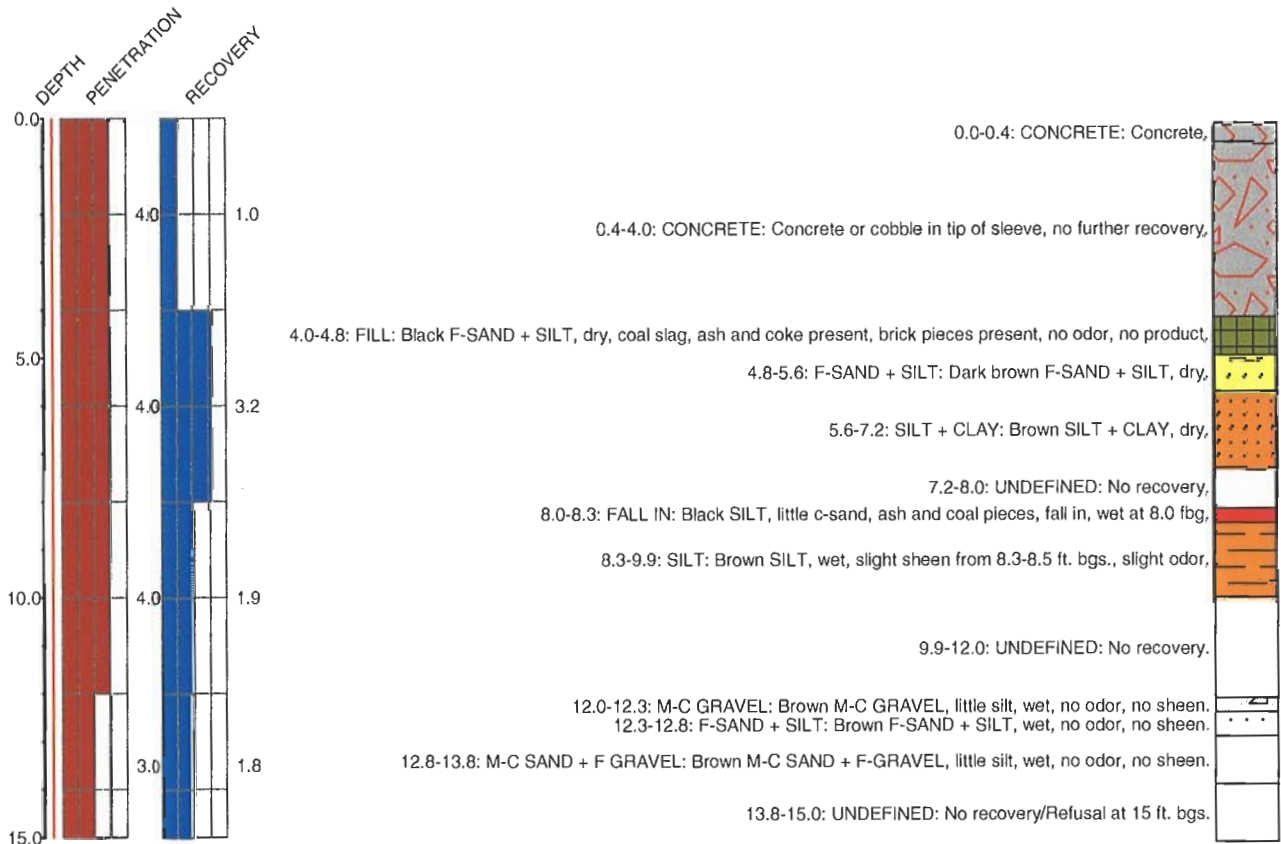 DEPTH
PENETRATION
RECOVERY
0.0
5.0
10.0
15.0
4.0
4.0
4.0
3.0
1.0
3.2
1.9
1.8
0.0-0.4: CONCRETE: Concrete,
0.4-4.0: CONCRETE: Concrete or cobble in tip of sleeve, no further recovery,
4.0-4.8: FILL: Black F-SAND + SILT, dry, coal slag, ash and coke present, brick pieces present, no odor, no product,
4.8-5.6: F-SAND + SILT: Dark brown F-SAND + SILT, dry,
5.6-7.2: SILT + CLAY: Brown SILT + CLAY, dry,
7.2-8.0: UNDEFINED: No recovery,
8.0-8.3: FALL IN: Black SILT, little c-sand, ash and coal pieces, fall in, wet at 8.0 fbg,
8.3-9.9: SILT: Brown SILT, wet, slight sheen from 8.3-8.5 ft. bgs., slight odor,
9.9-12.0: UNDEFINED: No recovery.
12.0-12.3: M-C GRAVEL: Brown M-C GRAVEL, little silt, wet, no odor, no sheen.
12.3-12.8: F-SAND + SILT: Brown F-SAND + SILT, wet, no odor, no sheen.
12.8-13.8: M-C SAND + F GRAVEL: Brown M-C SAND + F-GRAVEL, little silt, wet, no odor, no sheen.
13.8-15.0: UNDEFINED: No recovery/Refusal at 15 ft. bgs.